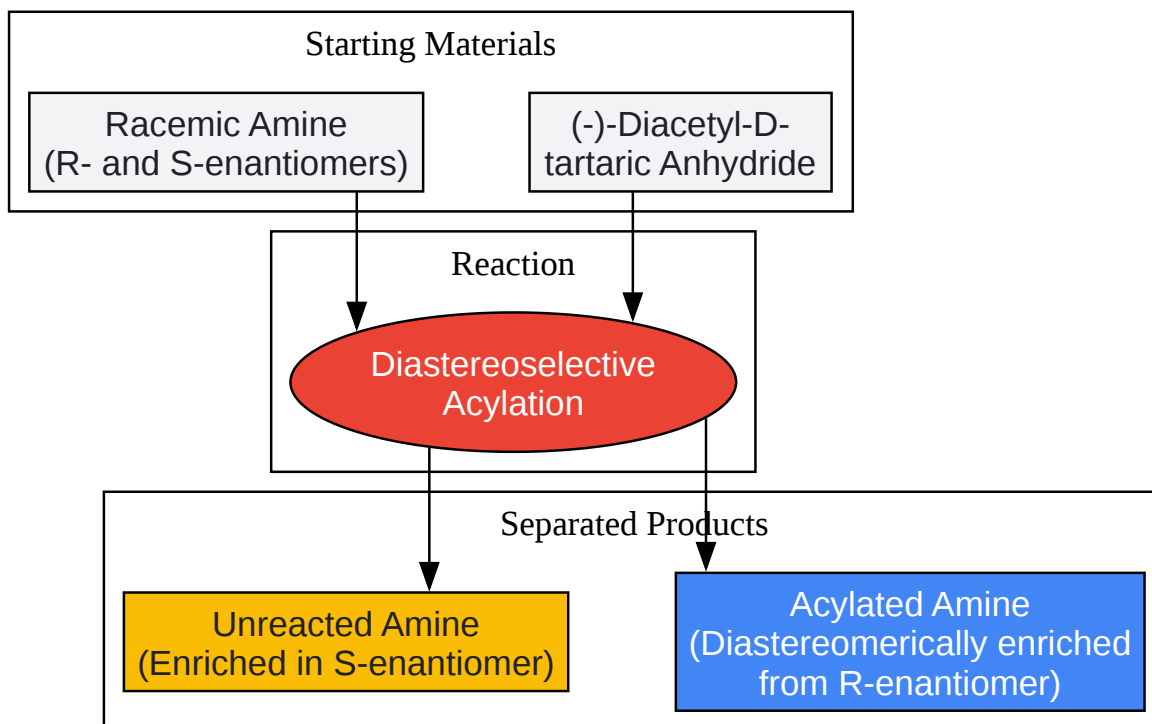 Starting Materials
Racemic Amine
(R- and S-enantiomers)
(-)-Diacetyl-D-
tartaric Anhydride
Reaction
Diastereoselective
Acylation
Separated Products
Unreacted Amine
(Enriched in S-enantiomer)
Acylated Amine
(Diastereomerically enriched
from R-enantiomer)